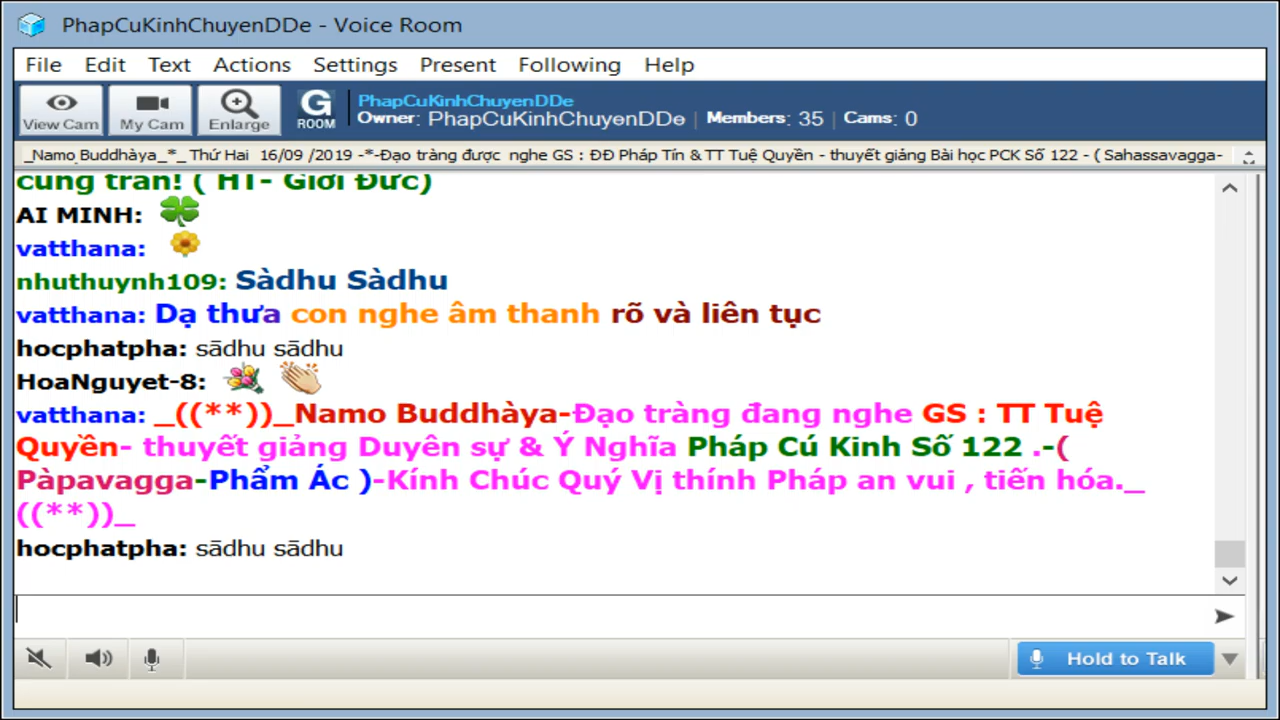 PhapCuKinhChuyenDDe - Voice Room
File Edit Text Actions Settings Present Following Help
View Cam My Cam Enlarge G ROOM
PhapCuKinhChuyenDDe
Owner: PhapCuKinhChuyenDDe | Members: 35 | Cams: 0
_Namo Buddhàya_*_ Thứ Hai 16/09 /2019 -*-Đạo tràng được nghe GS : ĐĐ Pháp Tín & TT Tuệ Quyền - thuyết giảng Bài học PCK Số 122 - ( Sahassavagga-
cung trần! ( HT- Giới Đức)
AI MINH:
vatthana:
nhuthuynh109: Sàdhu Sàdhu
vatthana: Dạ thưa con nghe âm thanh rõ và liên tục
hocphatpha: sādhu sādhu
HoaNguyet-8:
vatthana: _((**))_Namo Buddhàya-Đạo tràng đang nghe GS : TT Tuệ
Quyền- thuyết giảng Duyên sự & Ý Nghĩa Pháp Cú Kinh Số 122 .-(
Pàpavagga-Phẩm Ác )-Kính Chúc Quý Vị thính Pháp an vui , tiến hóa._
((**))_
hocphatpha: sādhu sādhu
Hold to Talk